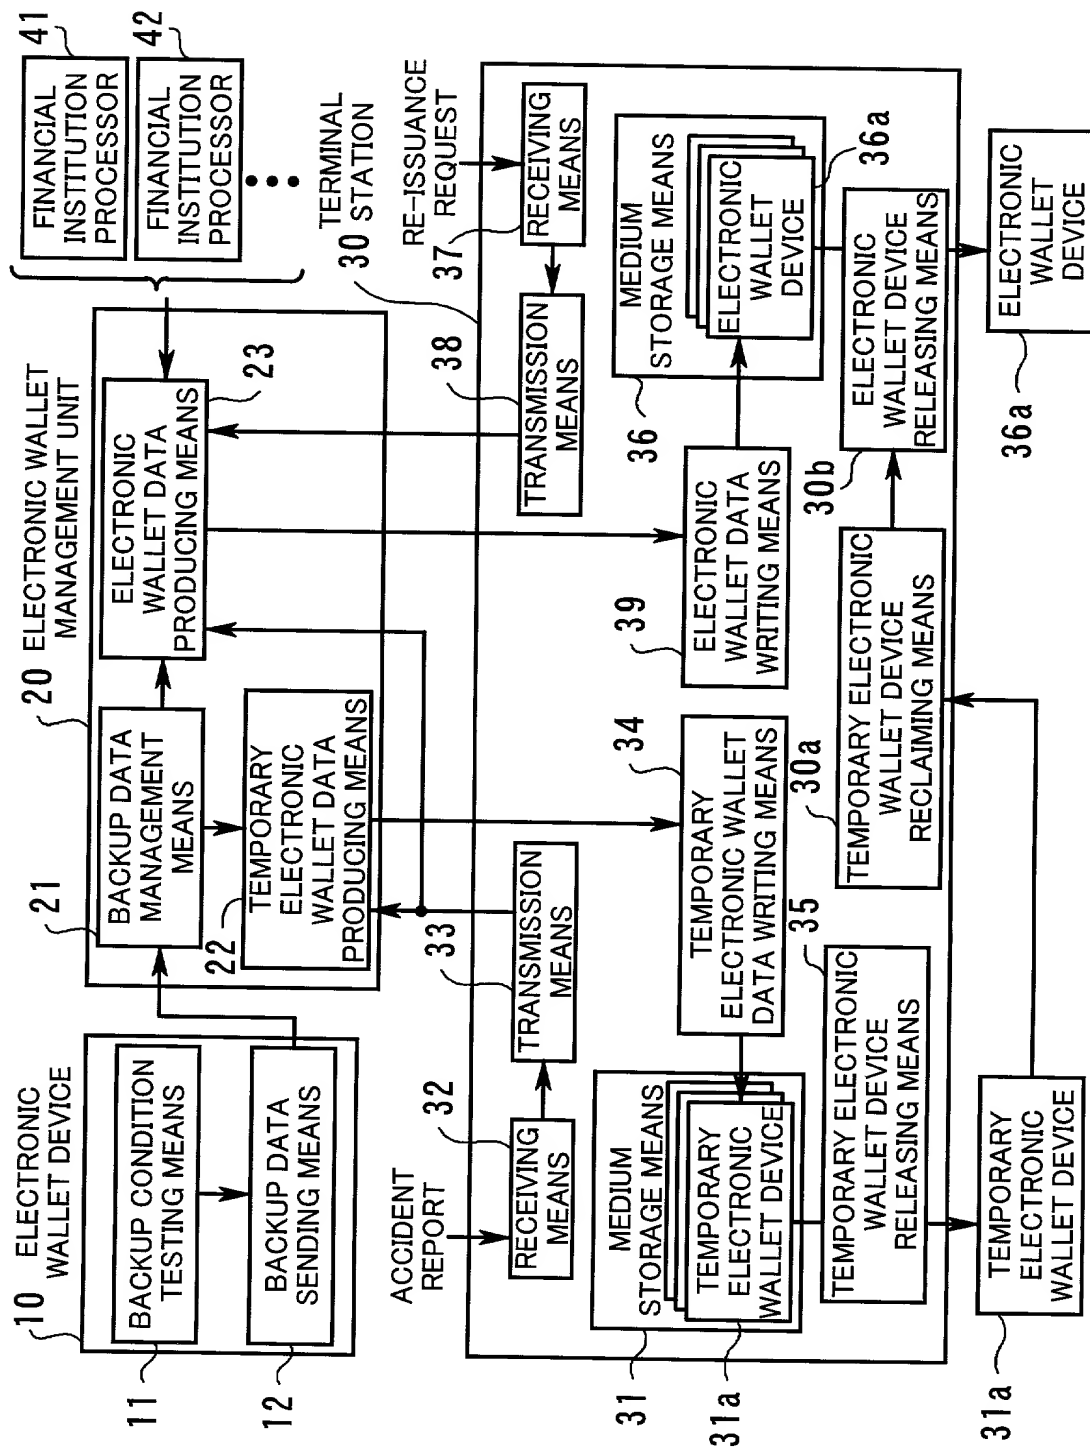 10
ELECTRONIC
WALLET DEVICE
BACKUP CONDITION
TESTING MEANS
11
BACKUP DATA
SENDING MEANS
12
20 ELECTRONIC WALLET
MANAGEMENT UNIT
21
BACKUP DATA
MANAGEMENT
MEANS
22
TEMPORARY
ELECTRONIC
WALLET DATA
PRODUCING MEANS
ELECTRONIC
WALLET DATA
PRODUCING MEANS
23
FINANCIAL
INSTITUTION
PROCESSOR
41
FINANCIAL
INSTITUTION
PROCESSOR
42
TERMINAL
30 STATION
ACCIDENT
REPORT
32
RECEIVING
MEANS
33
TRANSMISSION
MEANS
38
TRANSMISSION
MEANS
RE-ISSUANCE
REQUEST
37
RECEIVING
MEANS
31
MEDIUM
STORAGE MEANS
TEMPORARY
ELECTRONIC
WALLET DEVICE
31a
34
TEMPORARY
ELECTRONIC WALLET
DATA WRITING MEANS
39
ELECTRONIC
WALLET DATA
WRITING MEANS
36
MEDIUM
STORAGE MEANS
ELECTRONIC
WALLET
DEVICE
36a
35
TEMPORARY ELECTRONIC
WALLET DEVICE
RELEASING MEANS
30a
TEMPORARY ELECTRONIC
WALLET DEVICE
RECLAIMING MEANS
30b
ELECTRONIC
WALLET DEVICE
RELEASING MEANS
31a
TEMPORARY
ELECTRONIC
WALLET DEVICE
36a
ELECTRONIC
WALLET
DEVICE